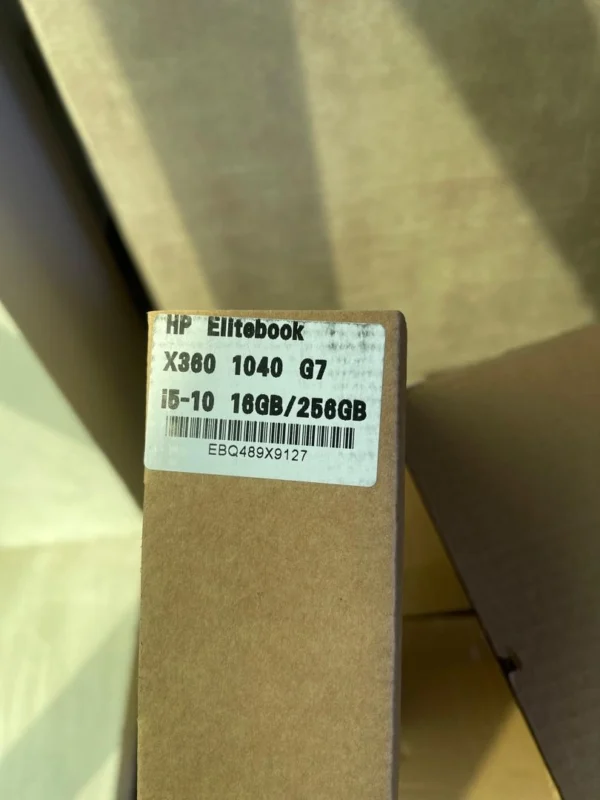 HP Elitebook
X360 1040 G7
i5-10 16GB/256GB
EBQ489X9127